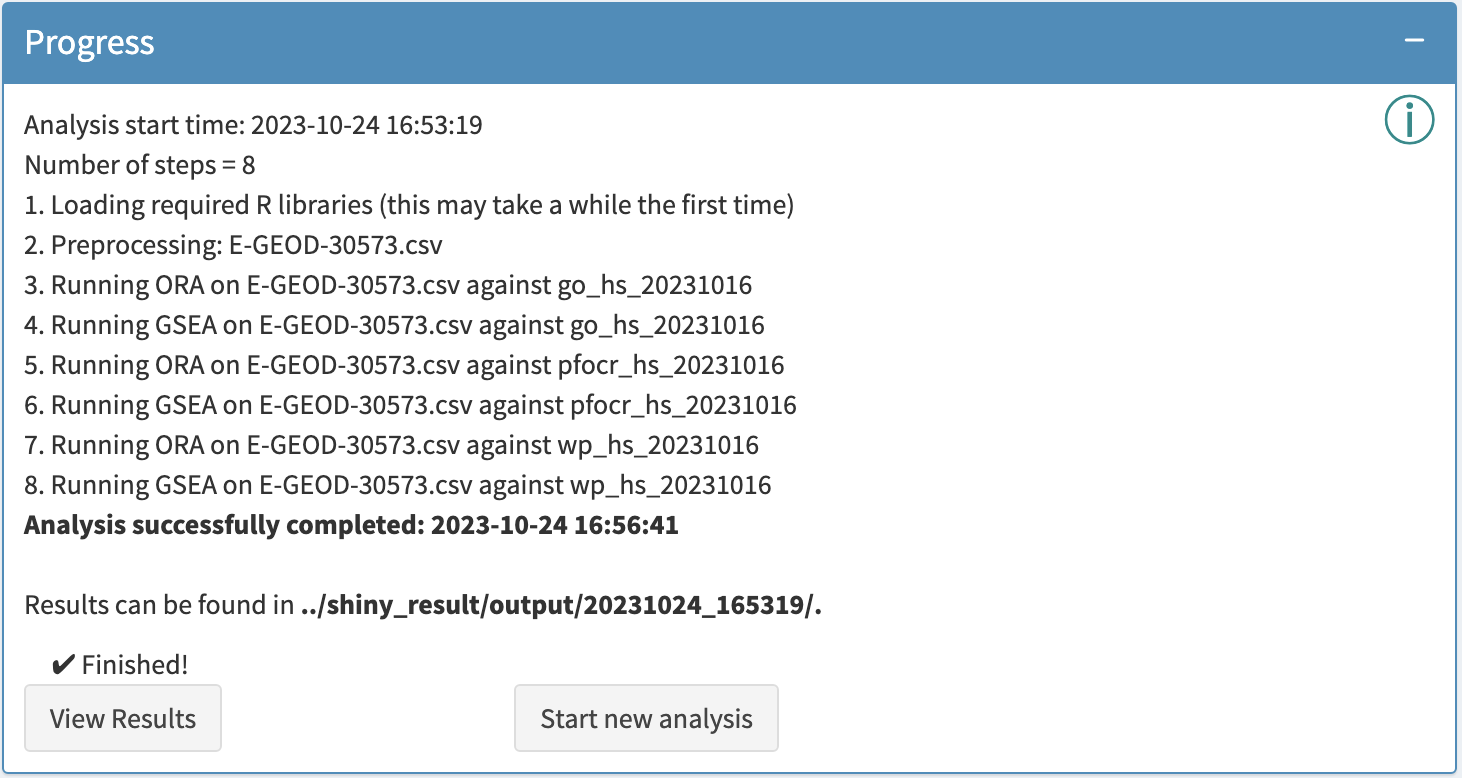 Progress
Analysis start time: 2023-10-24 16:53:19
Number of steps = 8
1. Loading required R libraries (this may take a while the first time)
2. Preprocessing: E-GEOD-30573.csv
3. Running ORA on E-GEOD-30573.csv against go_hs_20231016
4. Running GSEA on E-GEOD-30573.csv against go_hs_20231016
5. Running ORA on E-GEOD-30573.csv against pfocr_hs_20231016
6. Running GSEA on E-GEOD-30573.csv against pfocr_hs_20231016
7. Running ORA on E-GEOD-30573.csv against wp_hs_20231016
8. Running GSEA on E-GEOD-30573.csv against wp_hs_20231016
Analysis successfully completed: 2023-10-24 16:56:41
Results can be found in ../shiny_result/output/20231024_165319/.
✔ Finished!
View Results
Start new analysis